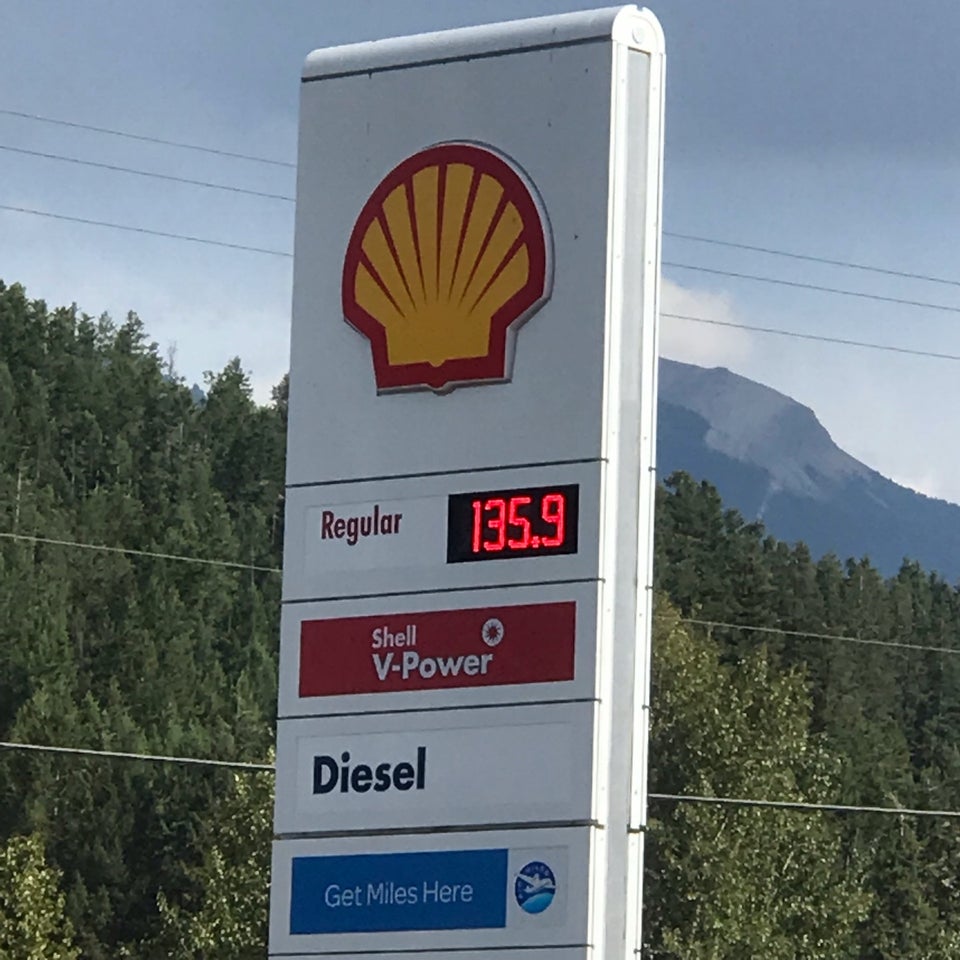 Regular 135.9
Shell
V-Power
Diesel
Get Miles Here